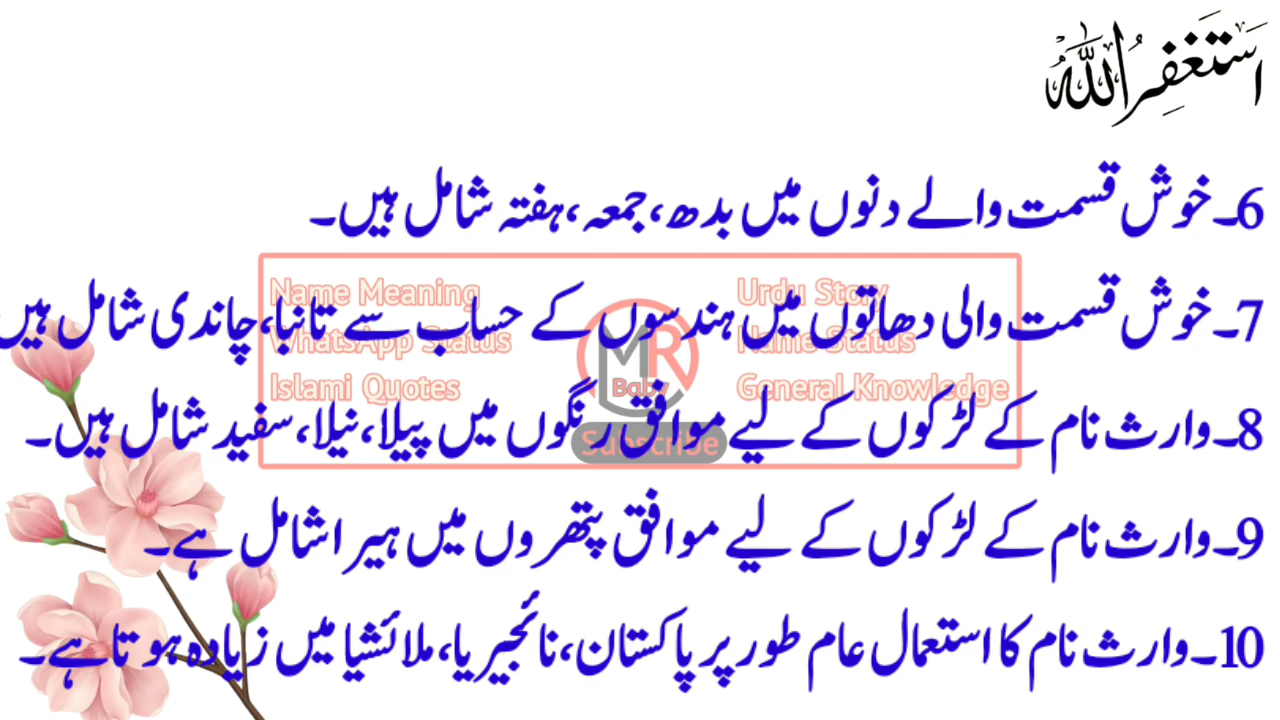 استغفراللہ
6۔خوش قسمت والے دنوں میں بدھ،جمعہ،ہفتہ شامل ہیں۔
7۔خوش قسمت والی دھاتوں میں ہندسوں کے حساب سے تانبا،چاندی شامل ہیں
8۔وارث نام کے لڑکوں کے لیے موافق رنگوں میں پیلا،نیلا،سفید شامل ہیں۔
9۔وارث نام کے لڑکوں کے لیے موافق پتھروں میں ہیرا شامل ہے۔
10۔وارث نام کا استعمال عام طور پر پاکستان،نائجیریا،ملائشیا میں زیادہ ہوتا ہے۔
Name Meaning
WhatsApp Status
Islami Quotes
MR
Baby
Subscribe
Urdu Story
Name Status
General Knowledge